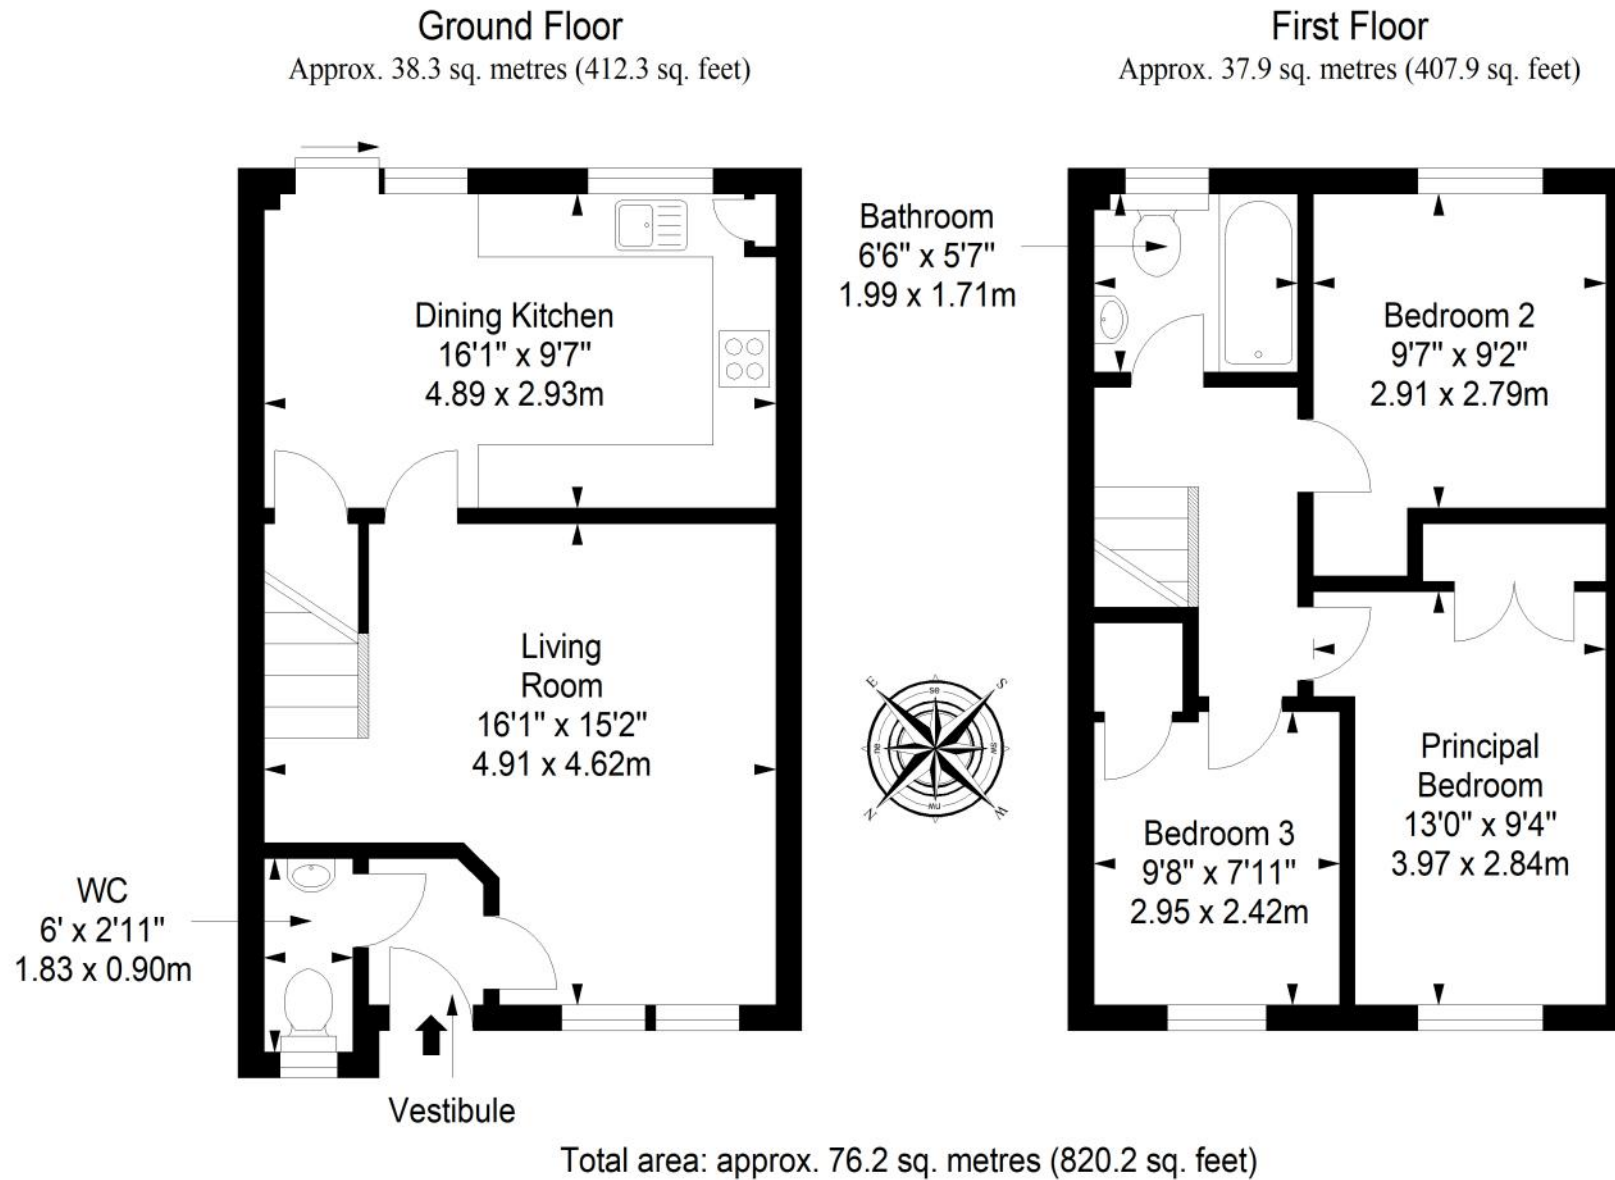 Ground Floor
Approx. 38.3 sq. metres (412.3 sq. feet)
First Floor
Approx. 37.9 sq. metres (407.9 sq. feet)
Dining Kitchen
16'1" x 9'7"
4.89 x 2.93m
Living
Room
16'1" x 15'2"
4.91 x 4.62m
WC
6' x 2'11"
1.83 x 0.90m
Vestibule
Bathroom
6'6" x 5'7"
1.99 x 1.71m
Bedroom 2
9'7" x 9'2"
2.91 x 2.79m
Principal
Bedroom
13'0" x 9'4"
3.97 x 2.84m
Bedroom 3
9'8" x 7'11"
2.95 x 2.42m
E
se
S
ne
sw
N
nw
W
Total area: approx. 76.2 sq. metres (820.2 sq. feet)